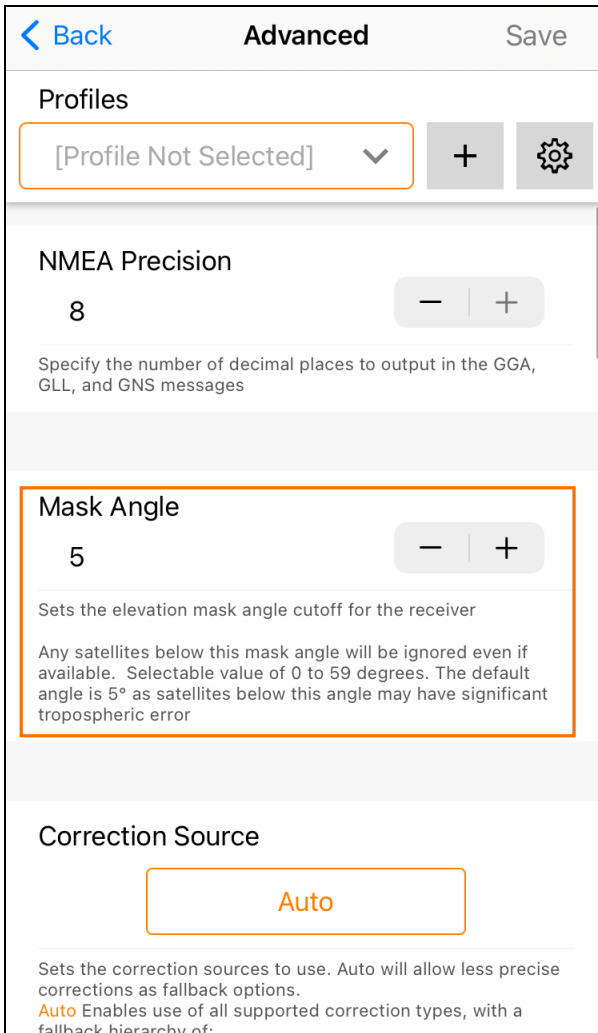 Back Advanced Save
Profiles
[Profile Not Selected] +
NMEA Precision
8 − +
Specify the number of decimal places to output in the GGA,
GLL, and GNS messages
Mask Angle
5 − +
Sets the elevation mask angle cutoff for the receiver
Any satellites below this mask angle will be ignored even if
available.  Selectable value of 0 to 59 degrees. The default
angle is 5° as satellites below this angle may have significant
tropospheric error
Correction Source
Auto
Sets the correction sources to use. Auto will allow less precise
corrections as fallback options.
Auto Enables use of all supported correction types, with a
fallback hierarchy of: